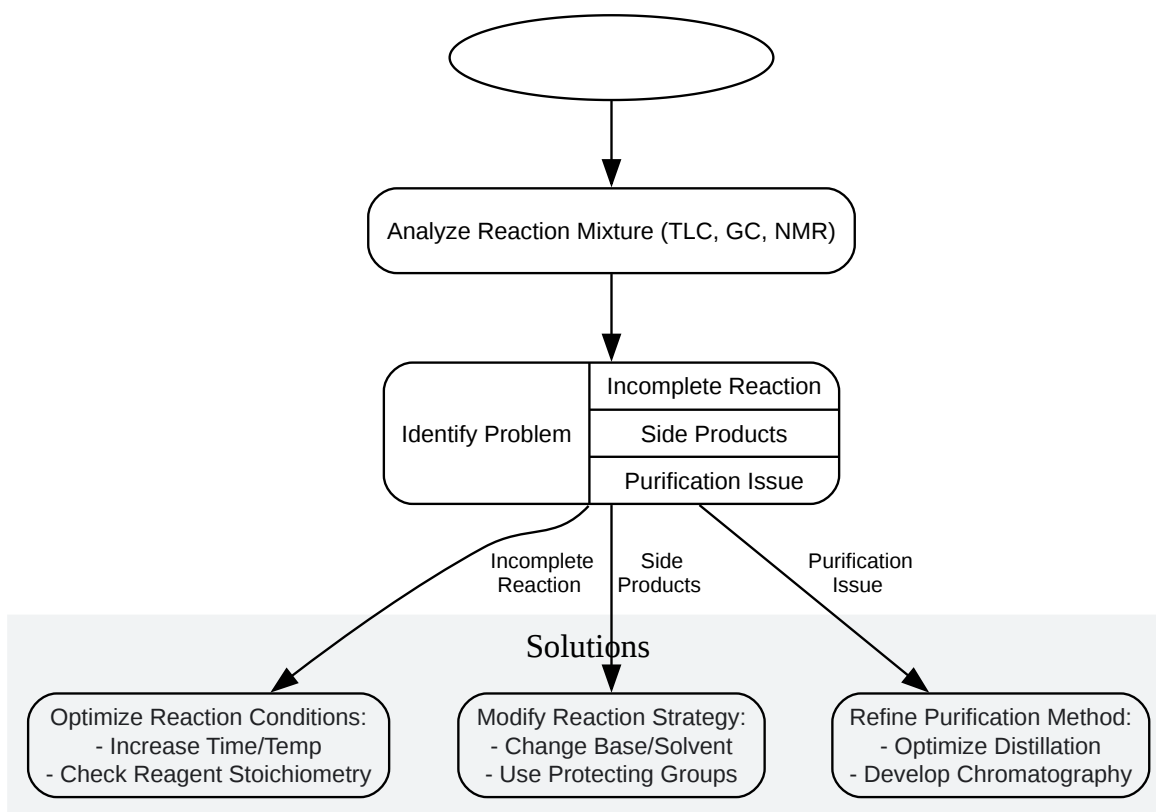 Analyze Reaction Mixture (TLC, GC, NMR)
Identify Problem
Incomplete Reaction
Side Products
Purification Issue
Incomplete
Reaction
Side
Products
Purification
Issue
Solutions
Optimize Reaction Conditions:
- Increase Time/Temp
- Check Reagent Stoichiometry
Modify Reaction Strategy:
- Change Base/Solvent
- Use Protecting Groups
Refine Purification Method:
- Optimize Distillation
- Develop Chromatography